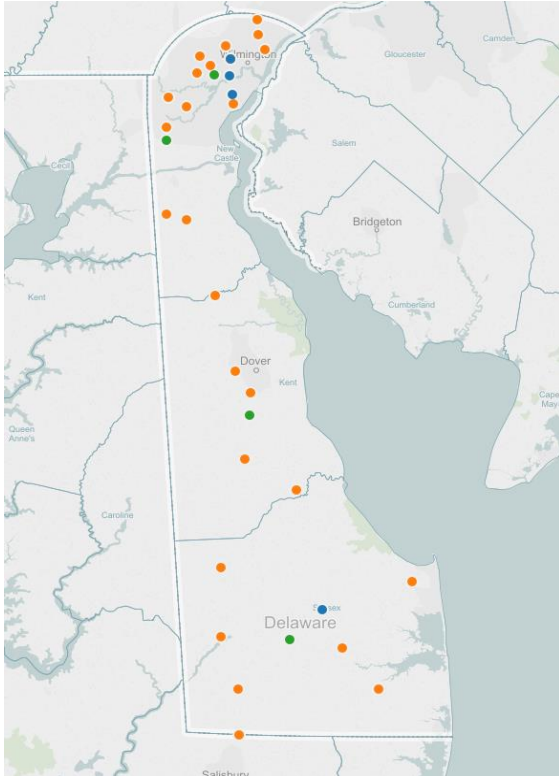 Camden
Gloucester
Wilmington
Salem
New
Castle
Cecil
Bridgeton
Kent
Cumberland
Dover
Kent
Cape
May
Queen
Anne's
Caroline
Sussex
Delaware
Salisbury